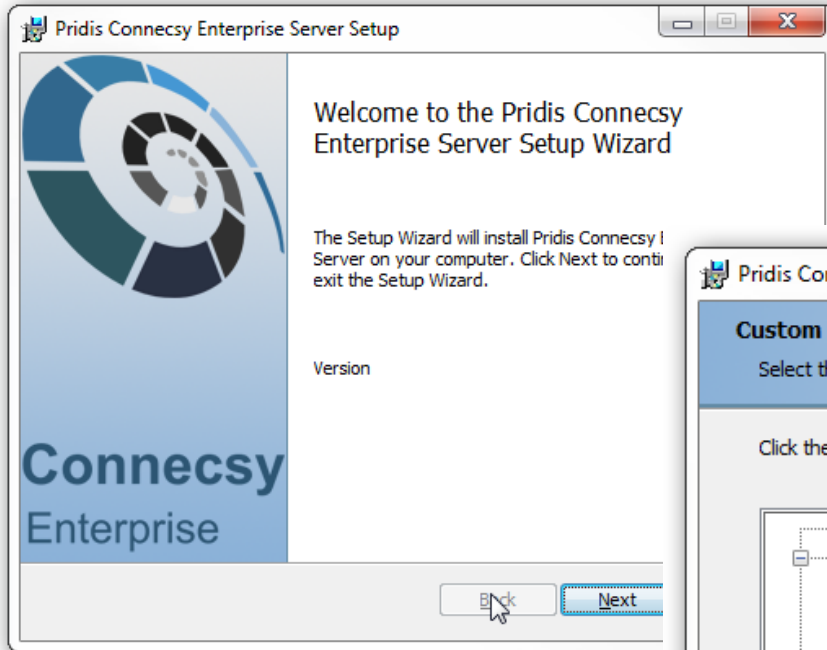 Pridis Connecsy Enterprise Server Setup
Welcome to the Pridis Connecsy
Enterprise Server Setup Wizard
The Setup Wizard will install Pridis Connecsy
Server on your computer. Click Next to conti
exit the Setup Wizard.
Version
Connecsy
Enterprise
Back
Next
Pridis Con
Custom
Select th
Click the